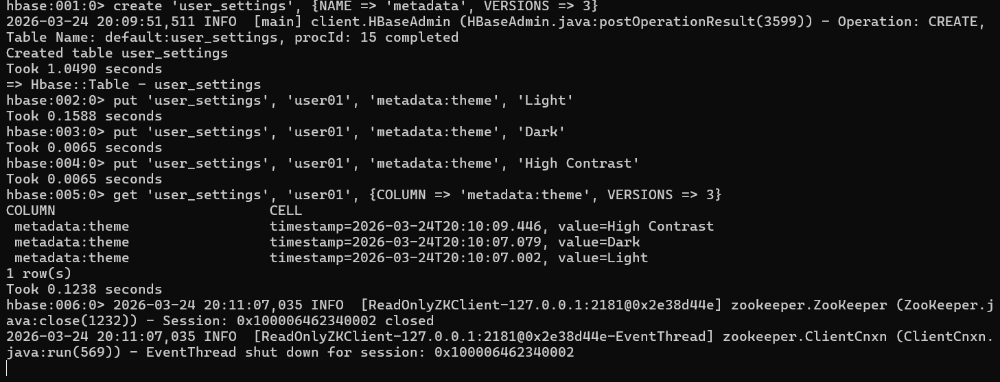 hbase:001:0> create 'user_settings', {NAME => 'metadata', VERSIONS => 3}
2026-03-24 20:09:51,511 INFO  [main] client.HBaseAdmin (HBaseAdmin.java:postOperationResult(3599)) - Operation: CREATE,
Table Name: default:user_settings, procId: 15 completed
Created table user_settings
Took 1.0490 seconds
=> Hbase::Table - user_settings
hbase:002:0> put 'user_settings', 'user01', 'metadata:theme', 'Light'
Took 0.1588 seconds
hbase:003:0> put 'user_settings', 'user01', 'metadata:theme', 'Dark'
Took 0.0065 seconds
hbase:004:0> put 'user_settings', 'user01', 'metadata:theme', 'High Contrast'
Took 0.0065 seconds
hbase:005:0> get 'user_settings', 'user01', {COLUMN => 'metadata:theme', VERSIONS => 3}
COLUMN                          CELL
 metadata:theme                 timestamp=2026-03-24T20:10:09.446, value=High Contrast
 metadata:theme                 timestamp=2026-03-24T20:10:07.079, value=Dark
 metadata:theme                 timestamp=2026-03-24T20:10:07.002, value=Light
1 row(s)
Took 0.1238 seconds
hbase:006:0> 2026-03-24 20:11:07,035 INFO  [ReadOnlyZKClient-127.0.0.1:2181@0x2e38d44e] zookeeper.ZooKeeper (ZooKeeper.j
ava:close(1232)) - Session: 0x100006462340002 closed
2026-03-24 20:11:07,035 INFO  [ReadOnlyZKClient-127.0.0.1:2181@0x2e38d44e-EventThread] zookeeper.ClientCnxn (ClientCnxn.
java:run(569)) - EventThread shut down for session: 0x100006462340002